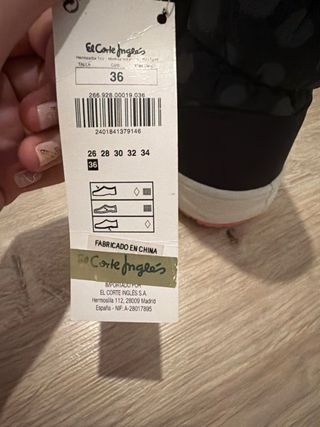 El Corte Inglés
TALLA
36
266.928.00019.036
2401841379146
26 28 30 32 34
36
FABRICADO EN CHINA
El Corte Inglés
IMPORTADO POR
EL CORTE INGLÉS S.A.
Hermosilla 112, 28009 Madrid
España - NIF: A-28017895